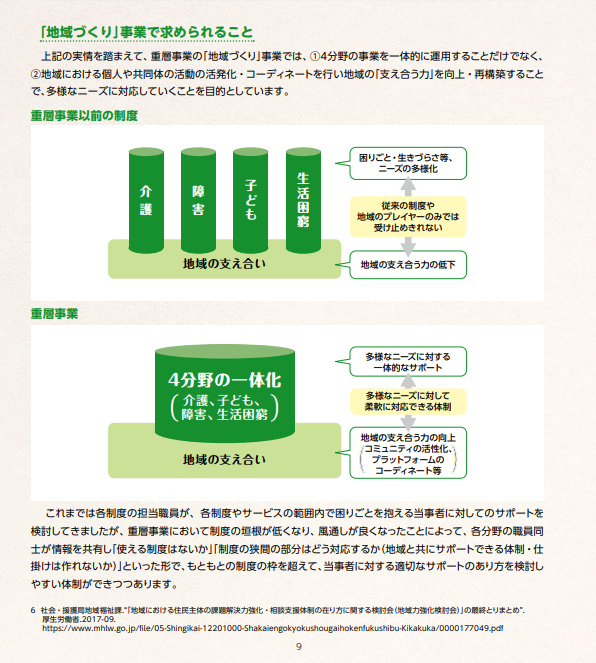 「地域づくり」事業で求められること
上記の実情を踏まえて、重層事業の「地域づくり」事業では、①4分野の事業を一体的に運用することだけでなく、
②地域における個人や共同体の活動の活発化・コーディネートを行い地域の「支え合う力」を向上・再構築すること
で、多様なニーズに対応していくことを目的としています。
重層事業以前の制度
介護
障害
子ども
生活困窮
地域の支え合い
困りごと・生きづらさ等、
ニーズの多様化
従来の制度や
地域のプレイヤーのみでは
受け止めきれない
地域の支え合う力の低下
重層事業
4分野の一体化
(介護、子ども、
障害、生活困窮)
地域の支え合い
多様なニーズに対する
一体的なサポート
多様なニーズに対して
柔軟に対応できる体制
地域の支え合う力の向上
(コミュニティの活性化、
プラットフォームの
コーディネート等)
これまでは各制度の担当職員が、各制度やサービスの範囲内で困りごとを抱える当事者に対してのサポートを
検討してきましたが、重層事業において制度の垣根が低くなり、風通しが良くなったことによって、各分野の職員同
士が情報を共有し「使える制度はないか」「制度の狭間の部分はどう対応するか(地域と共にサポートできる体制・仕
掛けは作れないか)」といった形で、もともとの制度の枠を超えて、当事者に対する適切なサポートのあり方を検討し
やすい体制ができつつあります。
6 社会・援護局地域福祉課.“「地域における住民主体の課題解決力強化・相談支援体制の在り方に関する検討会(地域力強化検討会)」の最終とりまとめ”.
厚生労働省.2017-09.
https://www.mhlw.go.jp/file/05-Shingikai-12201000-Shakaiengokyokushougaihokenfukushibu-Kikakuka/0000177049.pdf
9